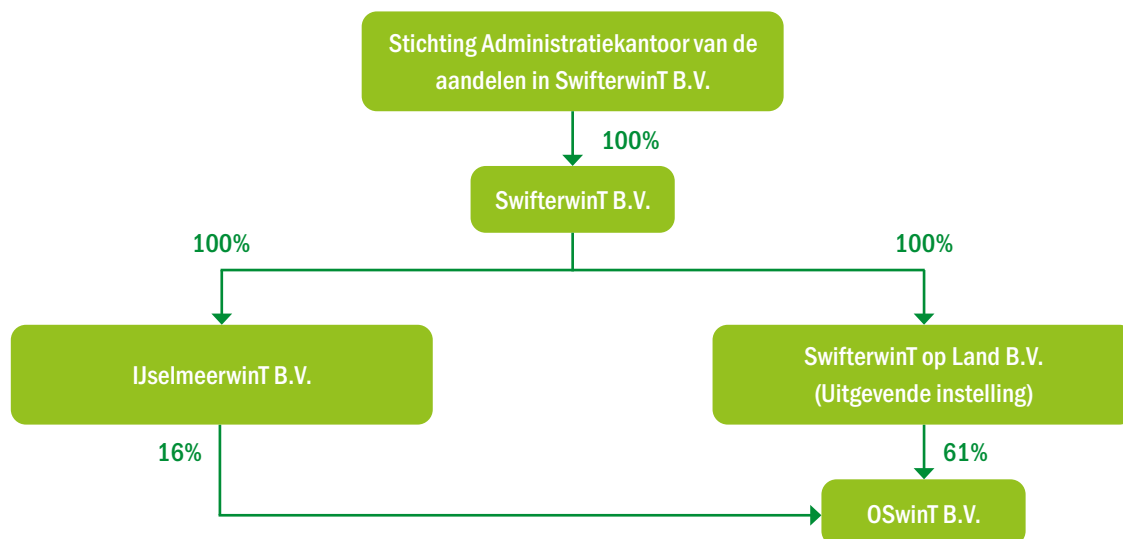 Stichting Administratiekantoor van de
aandelen in SwifterwinT B.V.
100%
SwifterwinT B.V.
100%
100%
IJselmeerwinT B.V.
SwifterwinT op Land B.V.
(Uitgevende instelling)
16%
61%
OSwinT B.V.